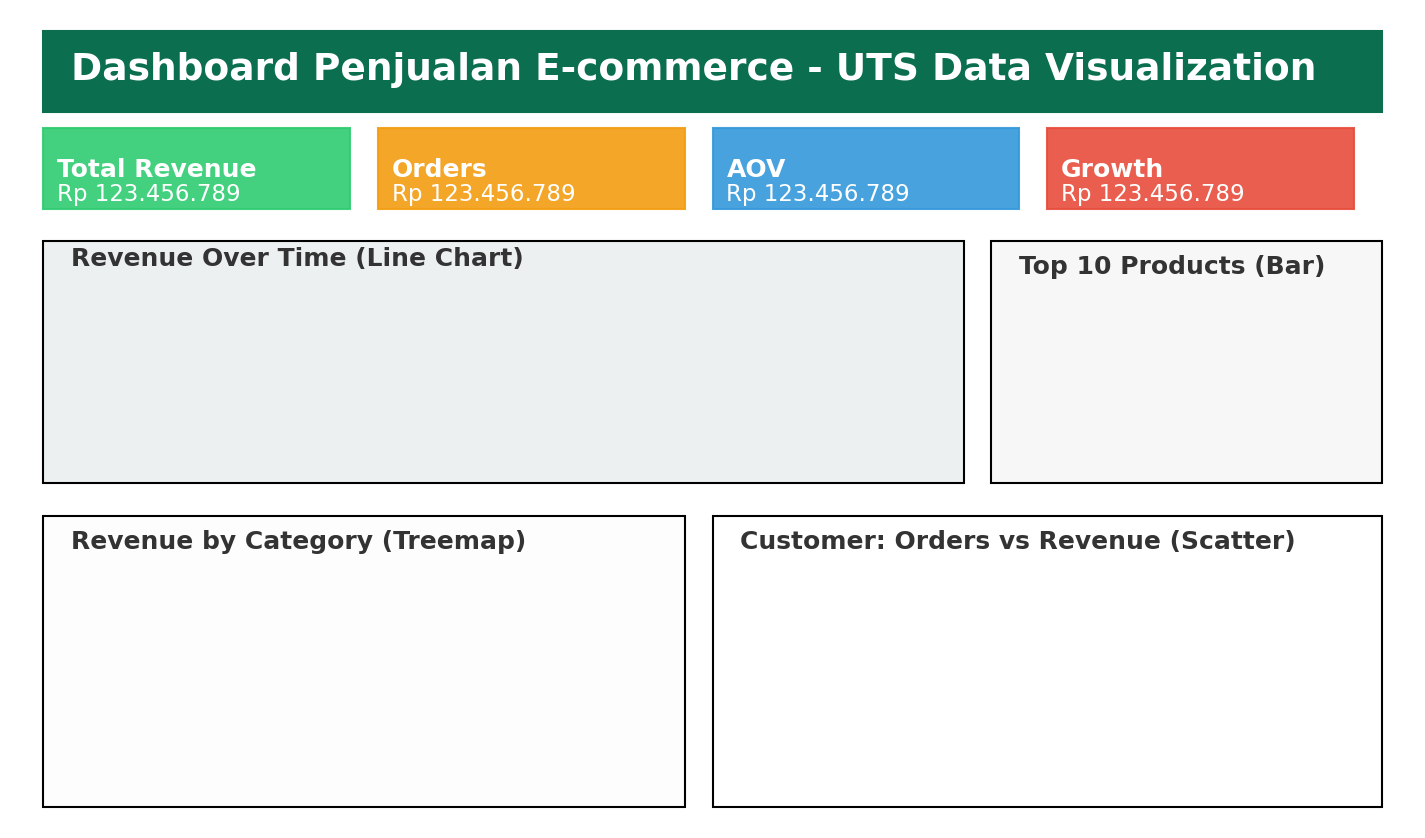 Dashboard Penjualan E-commerce - UTS Data Visualization
Total Revenue
Rp 123.456.789
Orders
Rp 123.456.789
AOV
Rp 123.456.789
Growth
Rp 123.456.789
Revenue Over Time (Line Chart)
Top 10 Products (Bar)
Revenue by Category (Treemap)
Customer: Orders vs Revenue (Scatter)